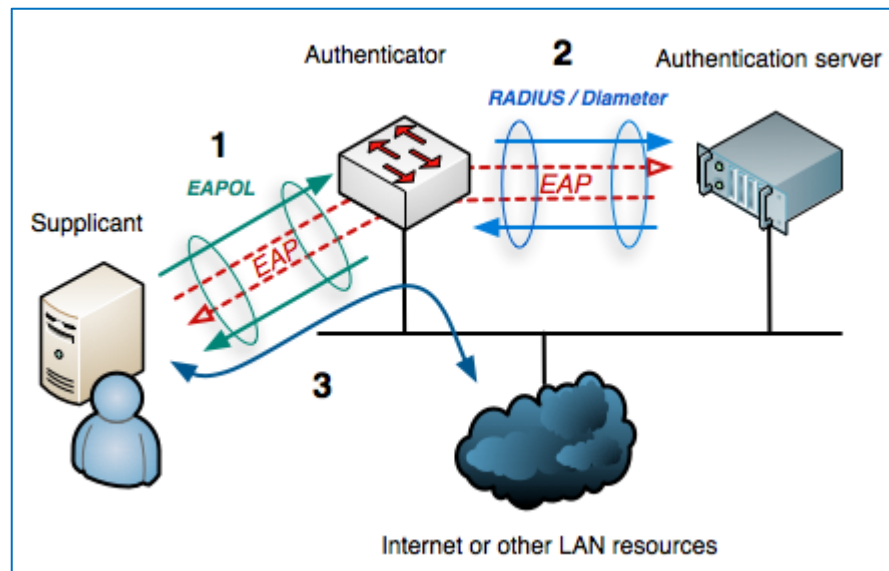 Authenticator
2
Authentication server
RADIUS / Diameter
1
EAPOL
EAP
EAP
Supplicant
3
Internet or other LAN resources